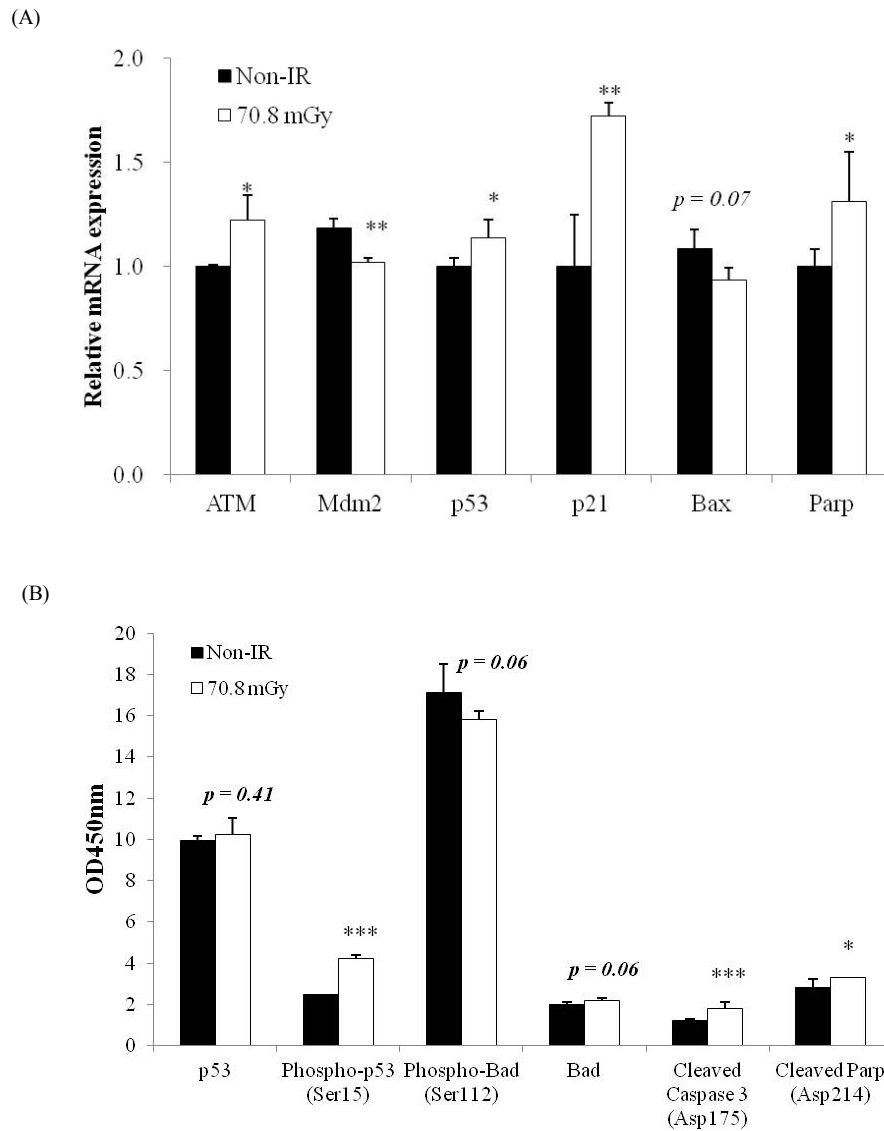 (A)
2.0
1.5
1.0
0.5
0.0
Relative mRNA expression
Non-IR
70.8 mGy
*
**
*
**
p = 0.07
*
ATM Mdm2 p53 p21 Bax Parp
(B)
20
18
16
14
12
10
8
6
4
2
0
OD450nm
Non-IR
70.8 mGy
p = 0.41
***
p = 0.06
p = 0.06
***
*
p53 Phospho-p53 Phospho-Bad Bad Cleaved Cleaved Parp
(Ser15) (Ser112) Caspase 3 (Asp214)
(Asp175)